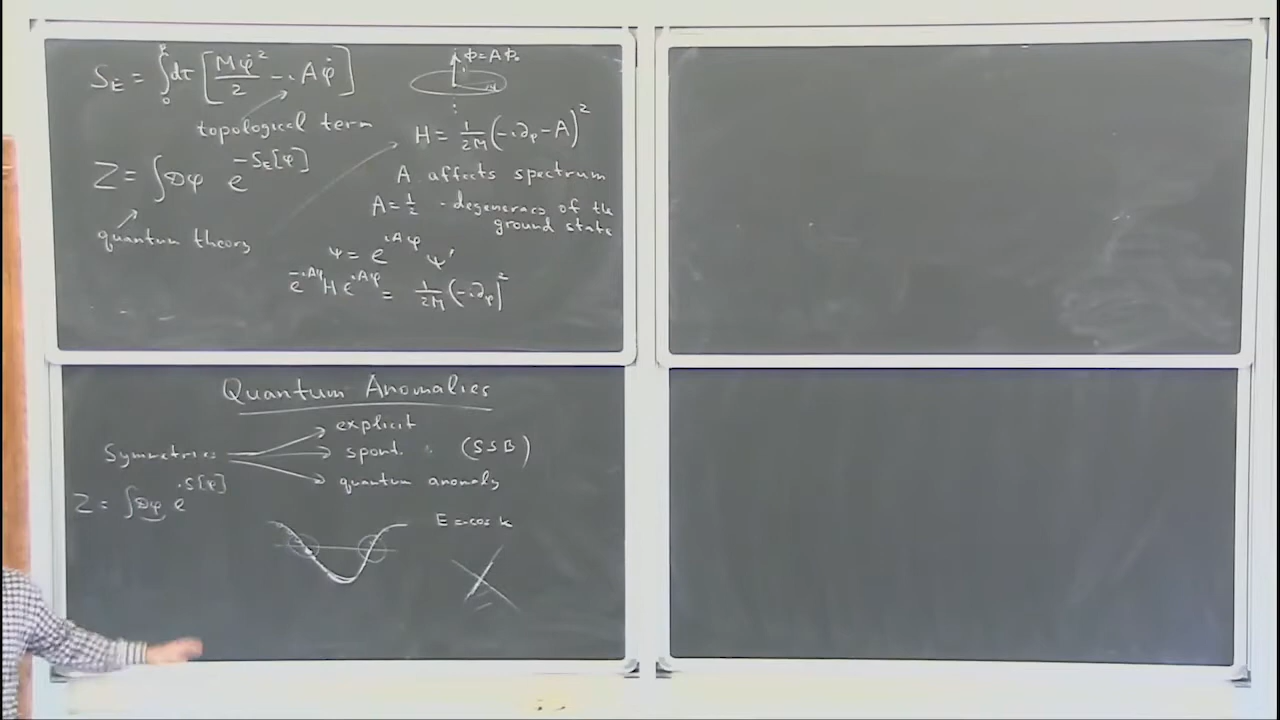 S_E = ∫_0^β dτ [ Mφ̇²/2 - iAφ̇ ]
topological term
Z = ∫Dφ e^{-S_E[φ]}
quantum theory
Φ = AΦ₀
H = 1/2M (-i∂_φ - A)²
A affects spectrum
A = 1/2 - degeneracy of the
ground state
ψ = e^{iAφ} ψ'
e^{-iAφ} H e^{iAφ} = 1/2M (-i∂_φ)²
Quantum Anomalies
Symmetries
explicit
spont. (SSB)
quantum anomaly
Z = ∫Dφ e^{iS[φ]}
E = -cos k